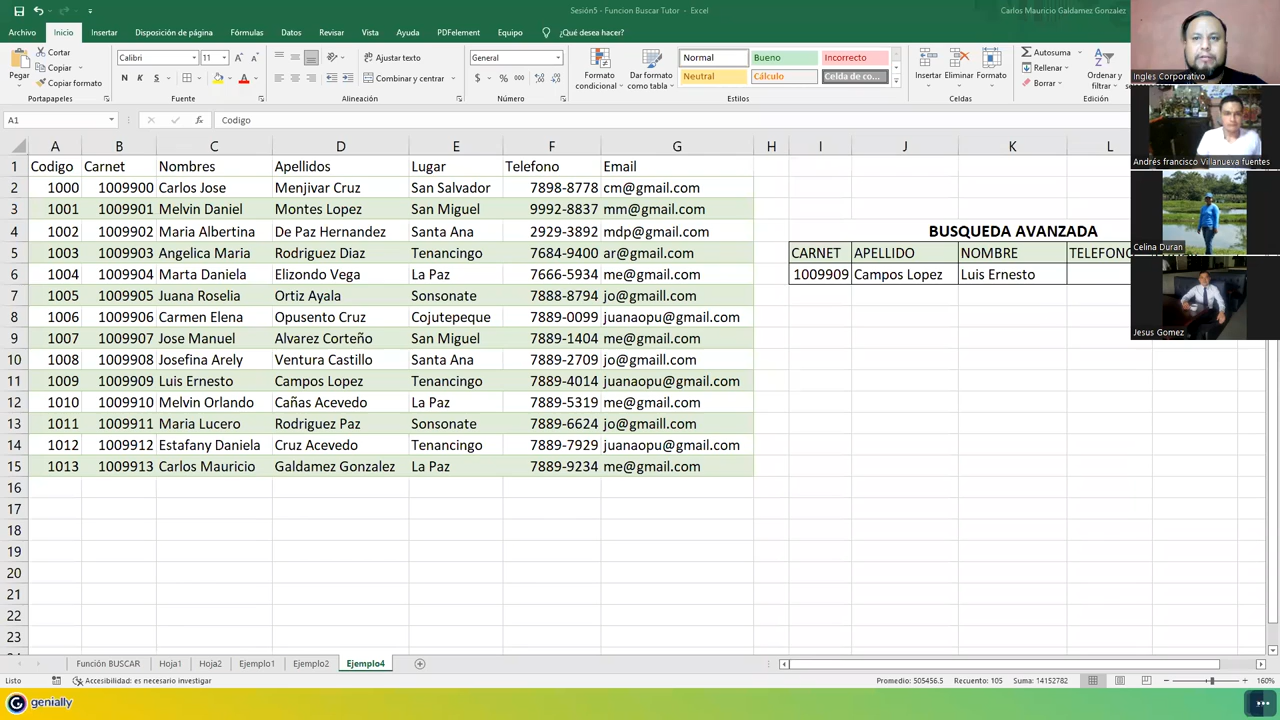 Sesión5 - Funcion Buscar Tutor - Excel
Carlos Mauricio Galdamez Gonzalez
Archivo Inicio Insertar Disposición de página Fórmulas Datos Revisar Vista Ayuda PDFelement Equipo ¿Qué desea hacer?
Pegar
Cortar
Copiar
Copiar formato
Portapapeles
Calibri 11
N K S
Fuente
Ajustar texto
Combinar y centrar
Alineación
General
$ % 000
Número
Formato condicional
Dar formato como tabla
Normal Bueno Incorrecto
Neutral Cálculo Celda de co...
Estilos
Insertar Eliminar Formato
Celdas
Autosuma
Rellenar
Borrar
Ordenar y filtrar
Edición
Ingles Corporativo
Andrés francisco Villanueva fuentes
Celina Duran
Jesus Gomez
A1 fx Codigo
A B C D E F G H I J K L
1 Codigo Carnet Nombres Apellidos Lugar Telefono Email
2 1000 1009900 Carlos Jose Menjivar Cruz San Salvador 7898-8778 cm@gmail.com
3 1001 1009901 Melvin Daniel Montes Lopez San Miguel 9992-8837 mm@gmail.com
4 1002 1009902 Maria Albertina De Paz Hernandez Santa Ana 2929-3892 mdp@gmail.com BUSQUEDA AVANZADA
5 1003 1009903 Angelica Maria Rodriguez Diaz Tenancingo 7684-9400 ar@gmail.com CARNET APELLIDO NOMBRE TELEFONO
6 1004 1009904 Marta Daniela Elizondo Vega La Paz 7666-5934 me@gmail.com 1009909 Campos Lopez Luis Ernesto
7 1005 1009905 Juana Roselia Ortiz Ayala Sonsonate 7888-8794 jo@gmaill.com
8 1006 1009906 Carmen Elena Opusento Cruz Cojutepeque 7889-0099 juanaopu@gmail.com
9 1007 1009907 Jose Manuel Alvarez Corteño San Miguel 7889-1404 me@gmail.com
10 1008 1009908 Josefina Arely Ventura Castillo Santa Ana 7889-2709 jo@gmaill.com
11 1009 1009909 Luis Ernesto Campos Lopez Tenancingo 7889-4014 juanaopu@gmail.com
12 1010 1009910 Melvin Orlando Cañas Acevedo La Paz 7889-5319 me@gmail.com
13 1011 1009911 Maria Lucero Rodriguez Paz Sonsonate 7889-6624 jo@gmaill.com
14 1012 1009912 Estafany Daniela Cruz Acevedo Tenancingo 7889-7929 juanaopu@gmail.com
15 1013 1009913 Carlos Mauricio Galdamez Gonzalez La Paz 7889-9234 me@gmail.com
16
17
18
19
20
21
22
23
Función BUSCAR Hoja1 Hoja2 Ejemplo1 Ejemplo2 Ejemplo4
Listo Accesibilidad: es necesario investigar Promedio: 505456.5 Recuento: 105 Suma: 14152782 160%
genially